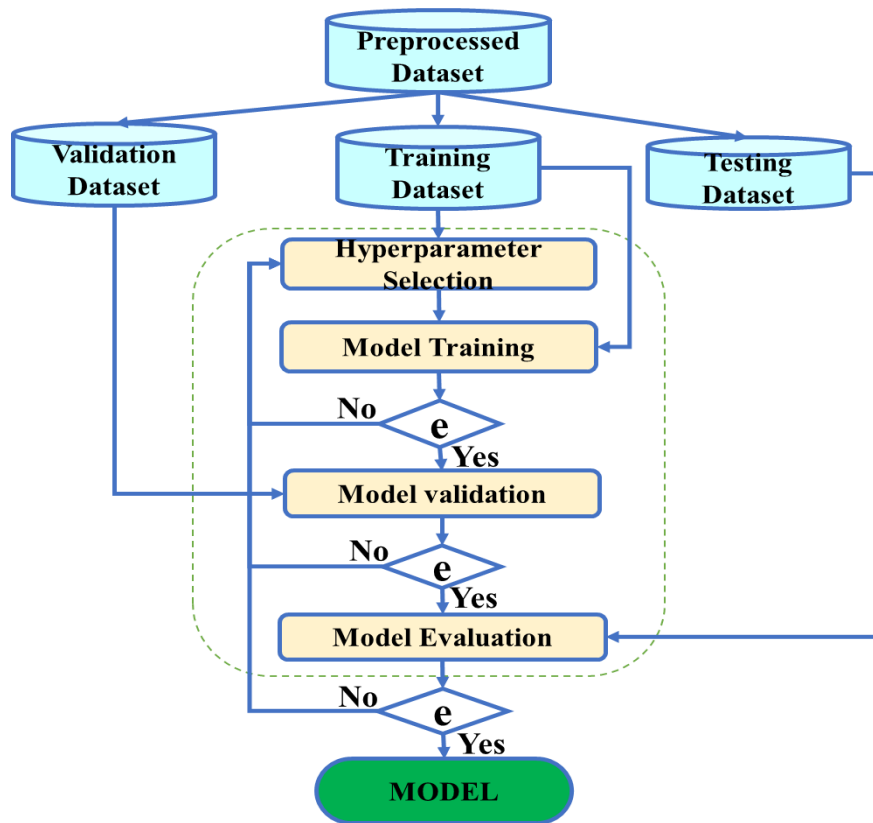 Preprocessed
Dataset
Validation
Dataset
Training
Dataset
Testing
Dataset
Hyperparameter
Selection
Model Training
No
e
Yes
Model validation
No
e
Yes
Model Evaluation
No
e
Yes
MODEL